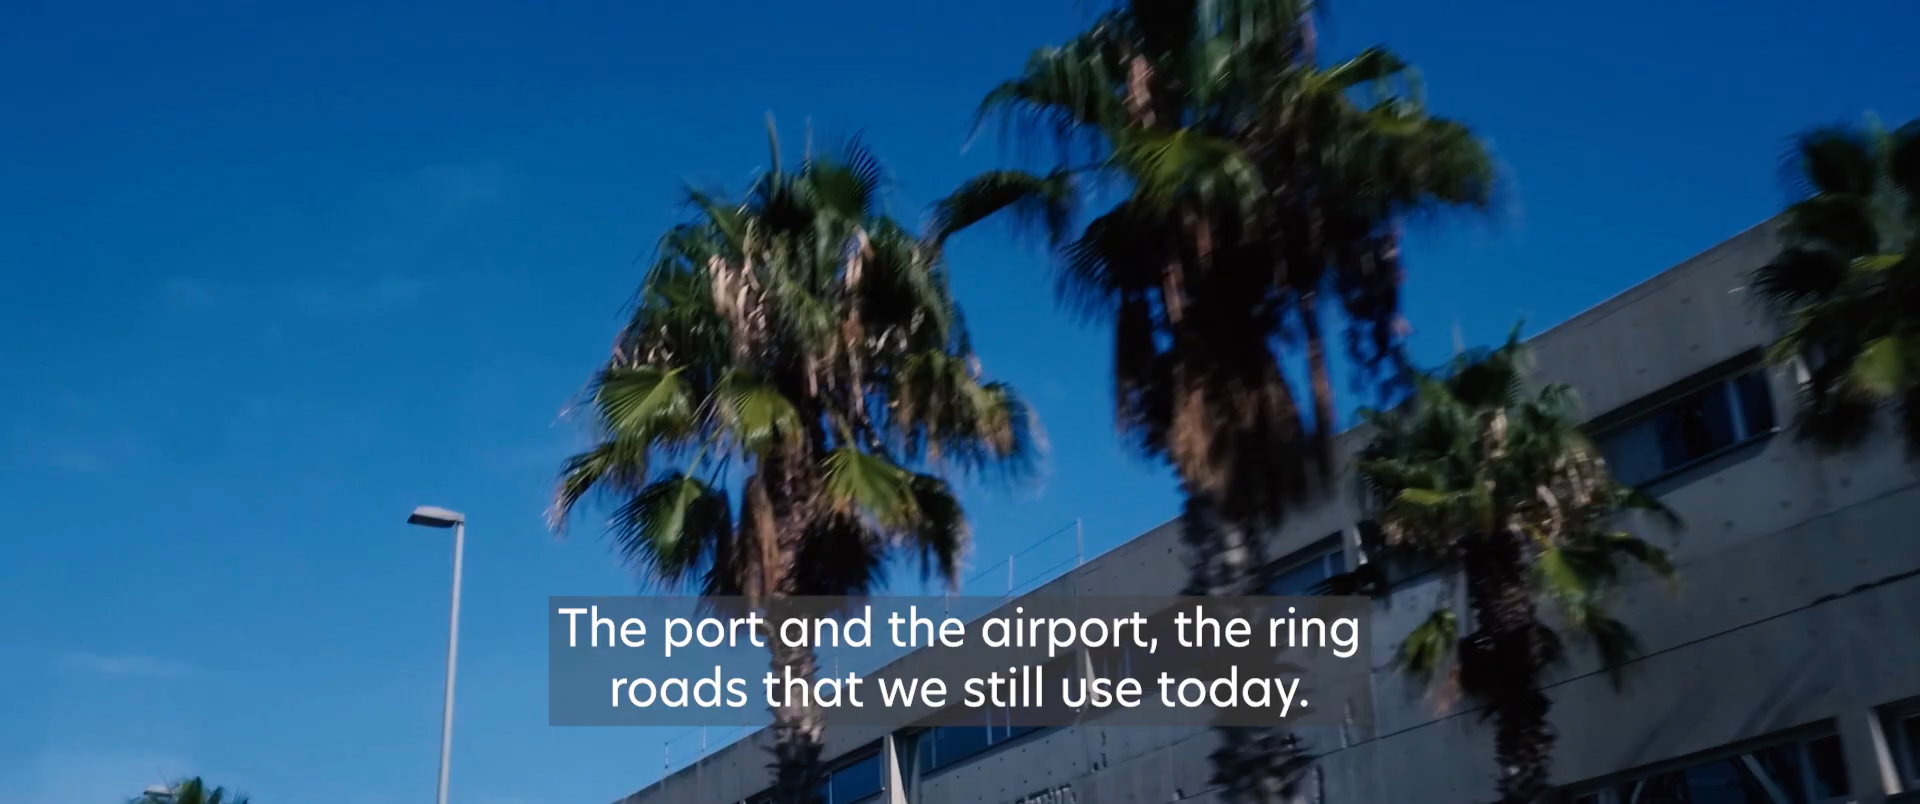 The port and the airport, the ring
roads that we still use today.